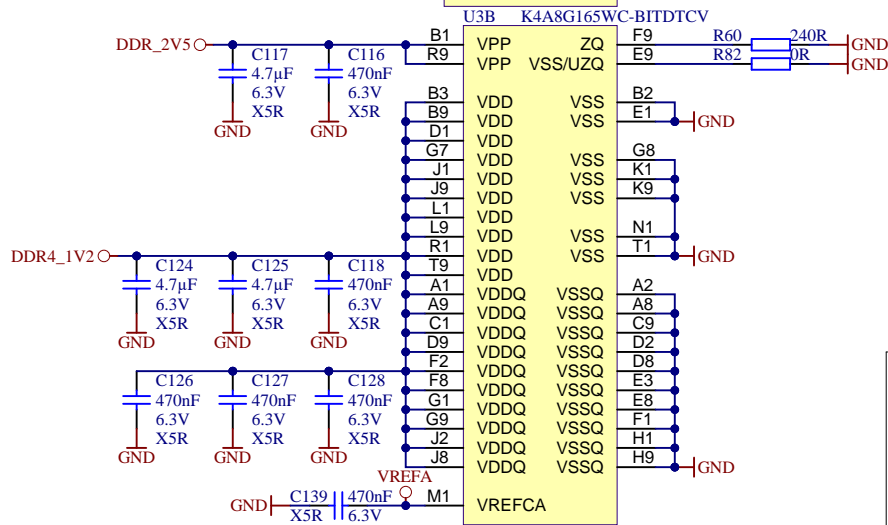 U3B K4A8G165WC-BITDTCV
DDR_2V5 B1 VPP ZQ F9 R60 240R GND
C117 C116 R9 VPP VSS/UZQ E9 R82 0R GND
4.7µF 470nF
6.3V 6.3V
X5R X5R
GND GND
B3 VDD VSS B2
B9 VDD VSS E1 GND
D1 VDD
G7 VDD VSS G8
J1 VDD VSS K1
J9 VDD VSS K9
L1 VDD
L9 VDD VSS N1
DDR4_1V2 R1 VDD VSS T1 GND
C124 C125 C118 T9 VDD
4.7µF 4.7µF 470nF A1 VDDQ VSSQ A2
6.3V 6.3V 6.3V A9 VDDQ VSSQ A8
X5R X5R X5R C1 VDDQ VSSQ C9
GND GND GND D9 VDDQ VSSQ D2
F2 VDDQ VSSQ D8
C126 C127 C128 F8 VDDQ VSSQ E3
470nF 470nF 470nF G1 VDDQ VSSQ E8
6.3V 6.3V 6.3V G9 VDDQ VSSQ F1
X5R X5R X5R J2 VDDQ VSSQ H1
GND GND GND J8 VDDQ VSSQ H9 GND
VREFA
GND C139 470nF M1 VREFCA
X5R 6.3V